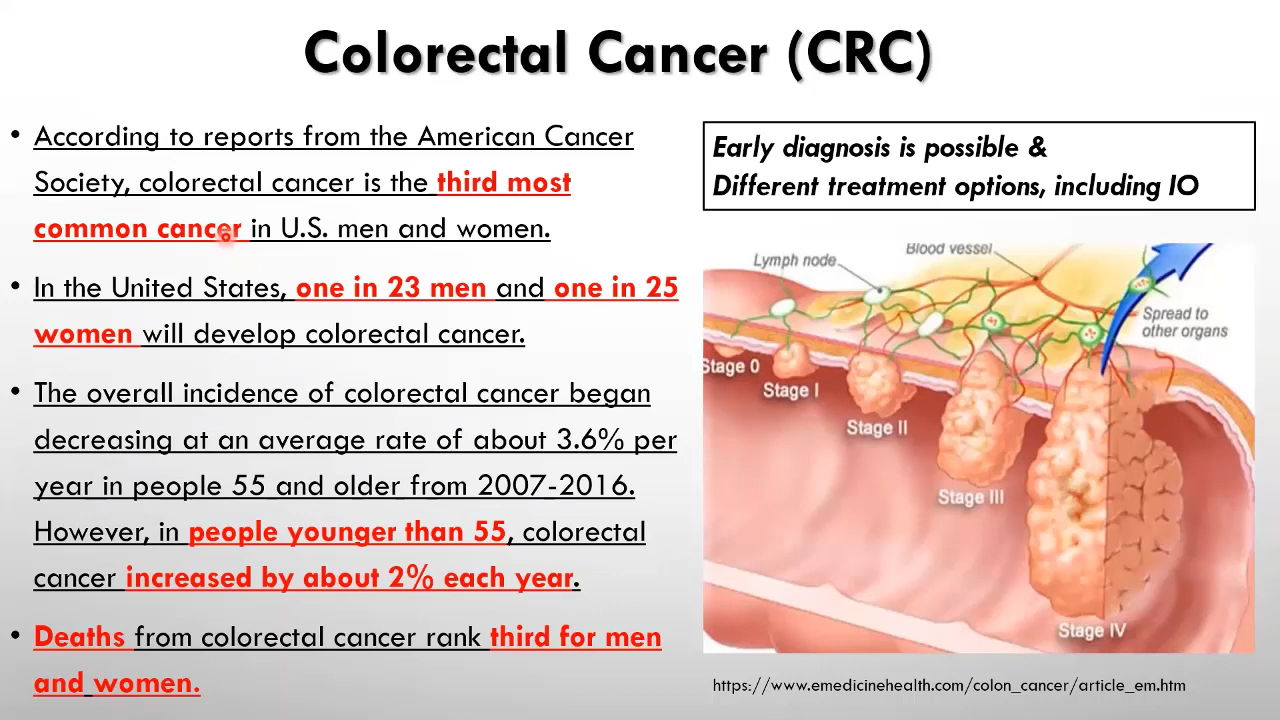 Colorectal Cancer (CRC)
• According to reports from the American Cancer
Society, colorectal cancer is the third most
common cancer in U.S. men and women.
• In the United States, one in 23 men and one in 25
women will develop colorectal cancer.
• The overall incidence of colorectal cancer began
decreasing at an average rate of about 3.6% per
year in people 55 and older from 2007-2016.
However, in people younger than 55, colorectal
cancer increased by about 2% each year.
• Deaths from colorectal cancer rank third for men
and women.
Early diagnosis is possible &
Different treatment options, including IO
Blood vessel
Lymph node
Spread to
other organs
Stage 0
Stage I
Stage II
Stage III
Stage IV
https://www.emedicinehealth.com/colon_cancer/article_em.htm